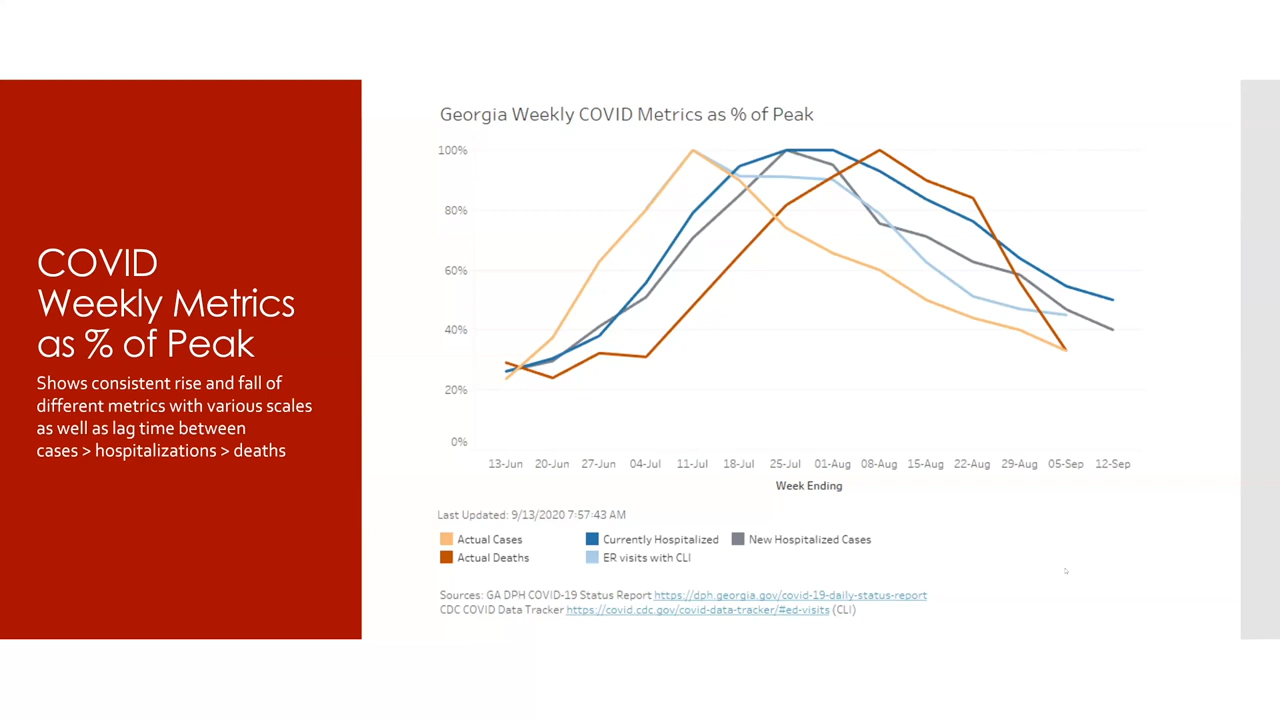 COVID
Weekly Metrics
as % of Peak
Shows consistent rise and fall of
different metrics with various scales
as well as lag time between
cases > hospitalizations > deaths
Georgia Weekly COVID Metrics as % of Peak
100%
80%
60%
40%
20%
0%
13-Jun 20-Jun 27-Jun 04-Jul 11-Jul 18-Jul 25-Jul 01-Aug 08-Aug 15-Aug 22-Aug 29-Aug 05-Sep 12-Sep
Week Ending
Last Updated: 9/13/2020 7:57:43 AM
Actual Cases Currently Hospitalized New Hospitalized Cases
Actual Deaths ER visits with CLI
Sources: GA DPH COVID-19 Status Report https://dph.georgia.gov/covid-19-daily-status-report
CDC COVID Data Tracker https://covid.cdc.gov/covid-data-tracker/#ed-visits (CLI)